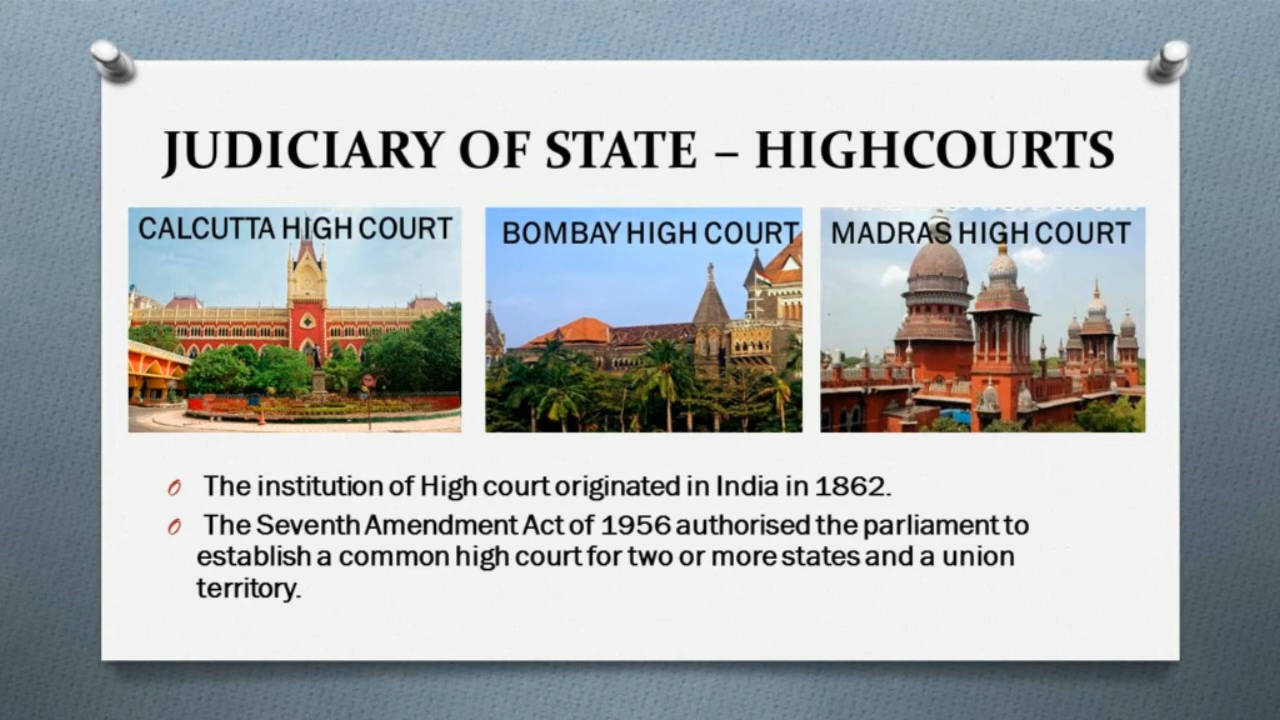 JUDICIARY OF STATE – HIGHCOURTS
CALCUTTA HIGH COURT
BOMBAY HIGH COURT
MADRAS HIGH COURT
The institution of High court originated in India in 1862.
The Seventh Amendment Act of 1956 authorised the parliament to
establish a common high court for two or more states and a union
territory.